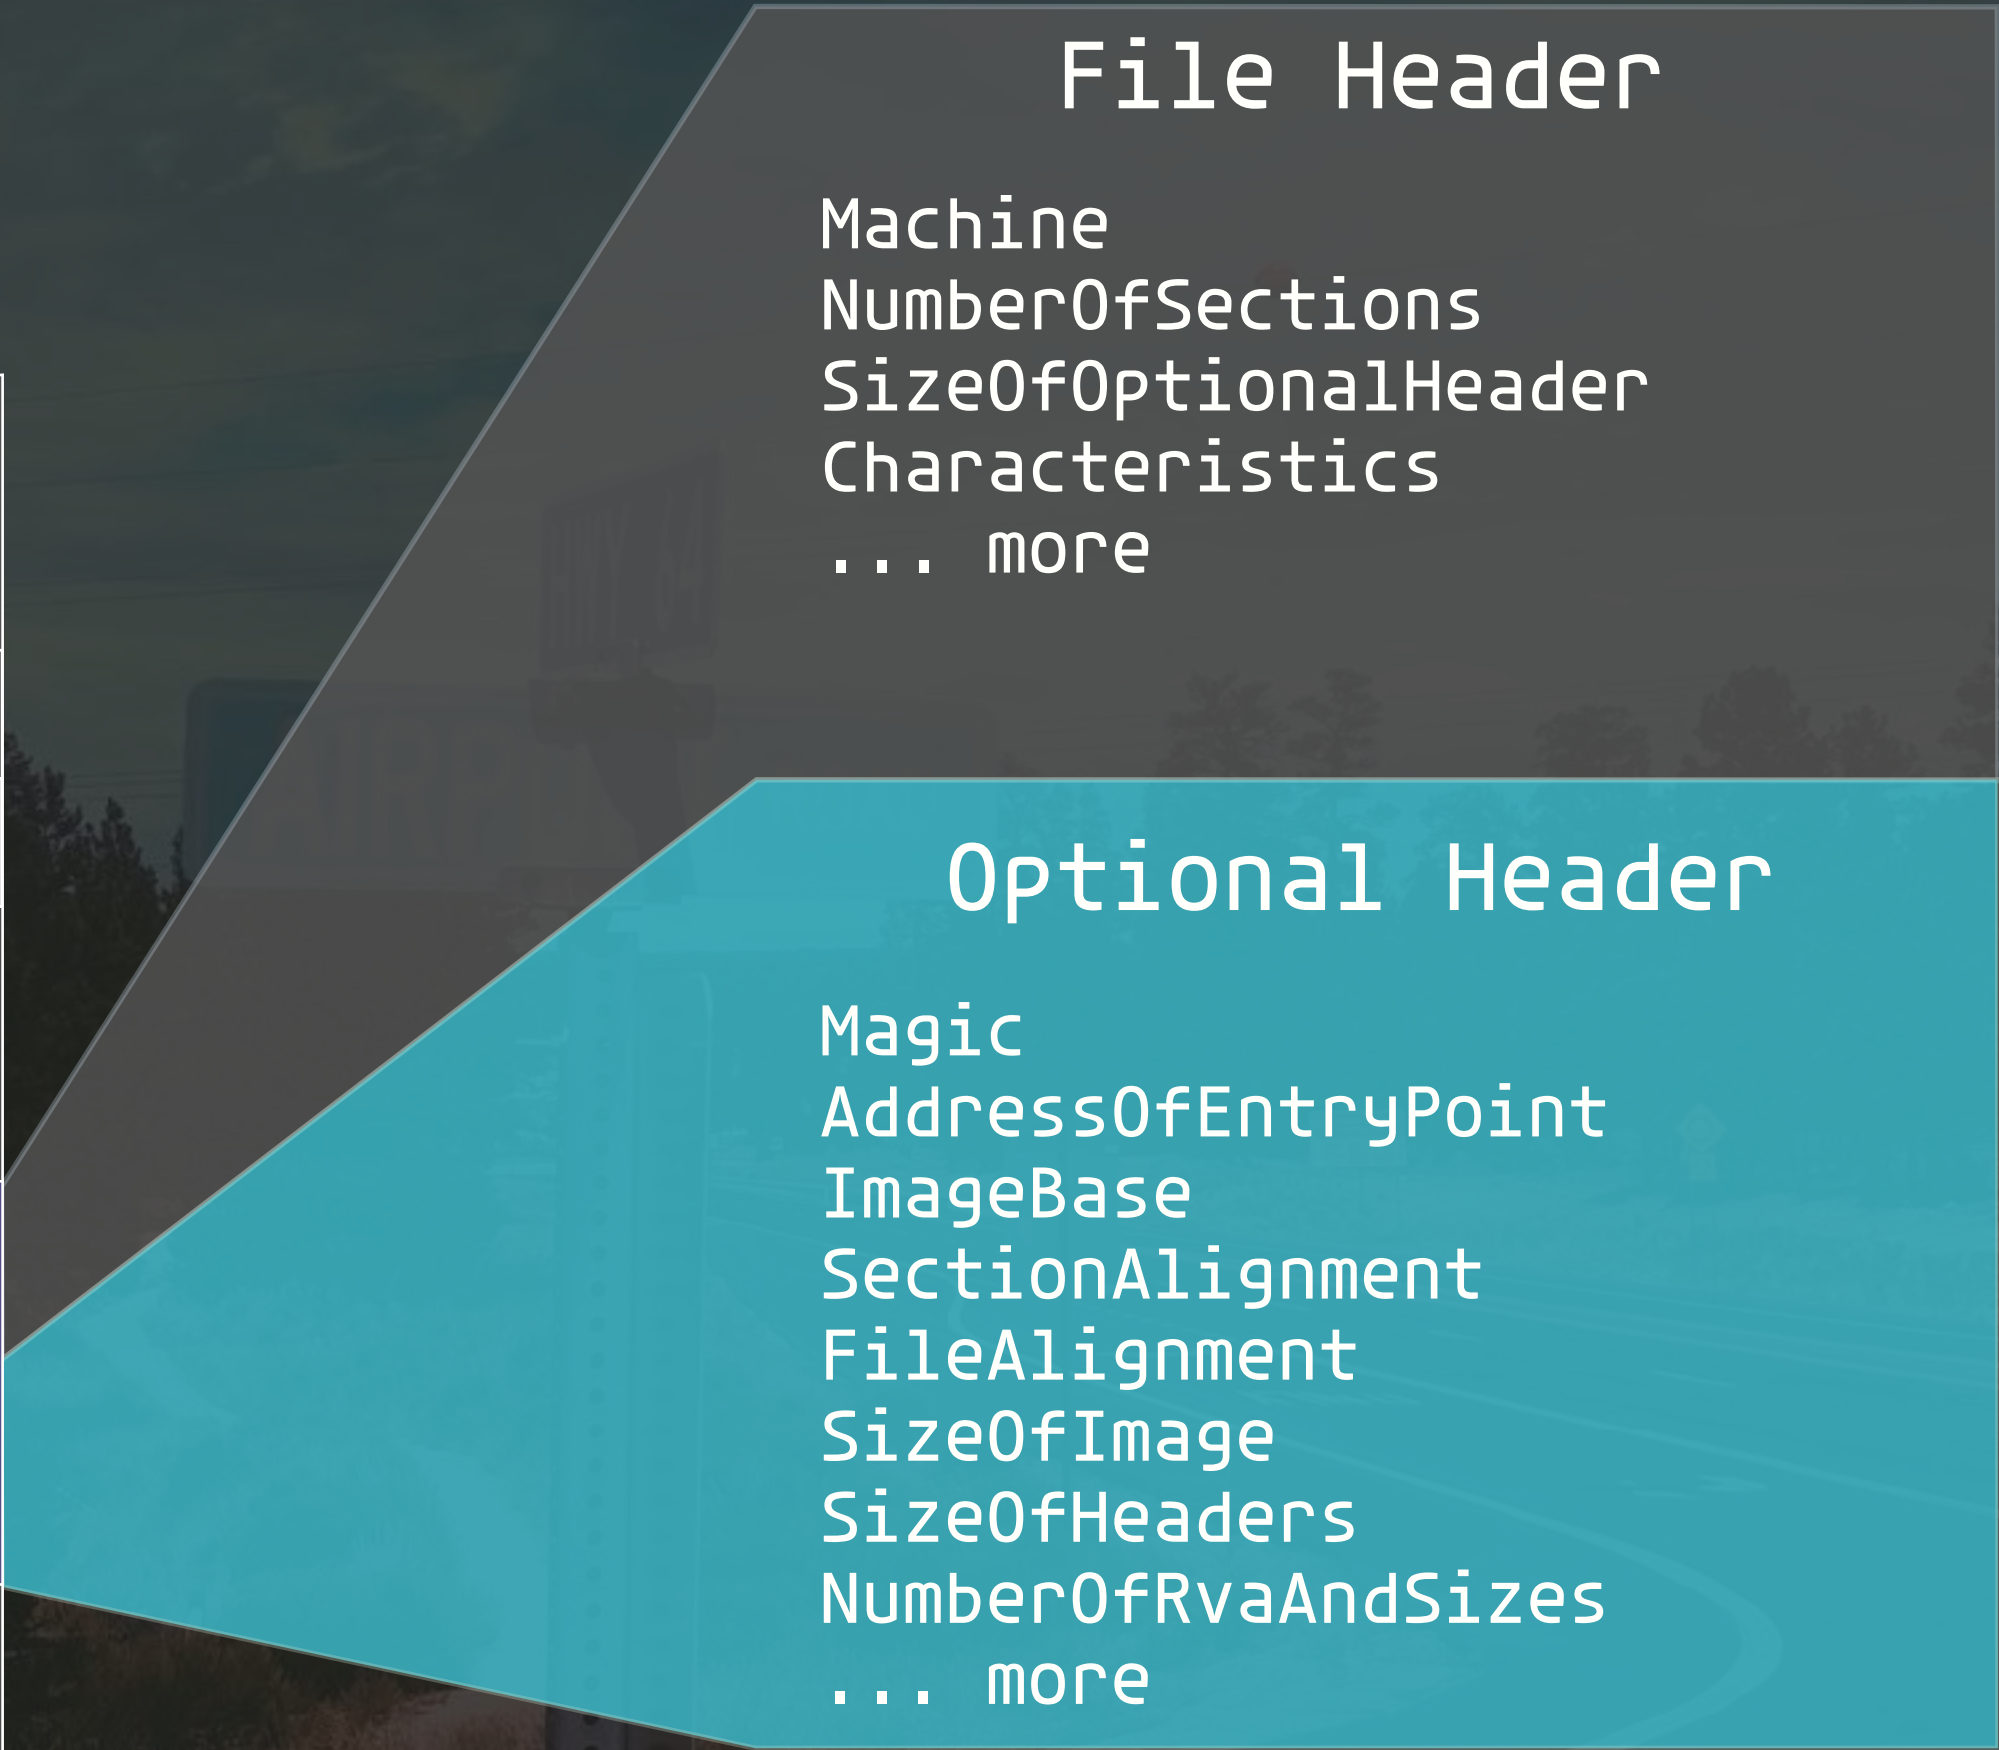 File Header
Machine
NumberOfSections
SizeOfOptionalHeader
Characteristics
... more
Optional Header
Magic
AddressOfEntryPoint
ImageBase
SectionAlignment
FileAlignment
SizeOfImage
SizeOfHeaders
NumberOfRvaAndSizes
... more